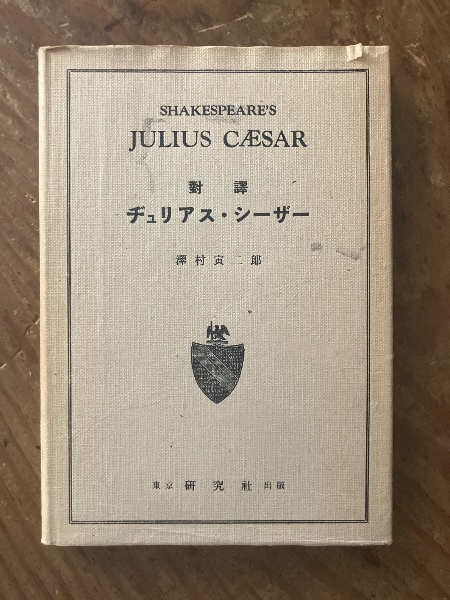 SHAKESPEARE'S
JULIUS CÆSAR
對譯
ヂュリアス・シーザー
澤村寅二郎
東京 研究社 出版